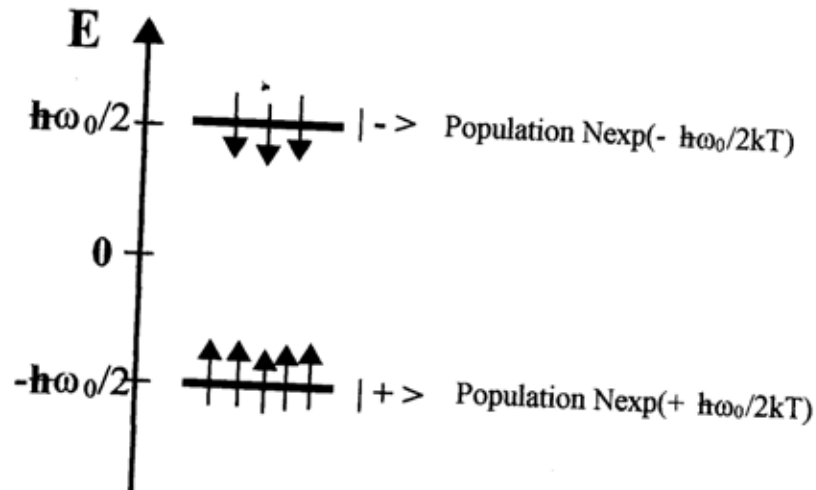 E
ħω₀/2 | - > Population Nexp(- ħω₀/2kT)
0
-ħω₀/2 | + > Population Nexp(+ ħω₀/2kT)